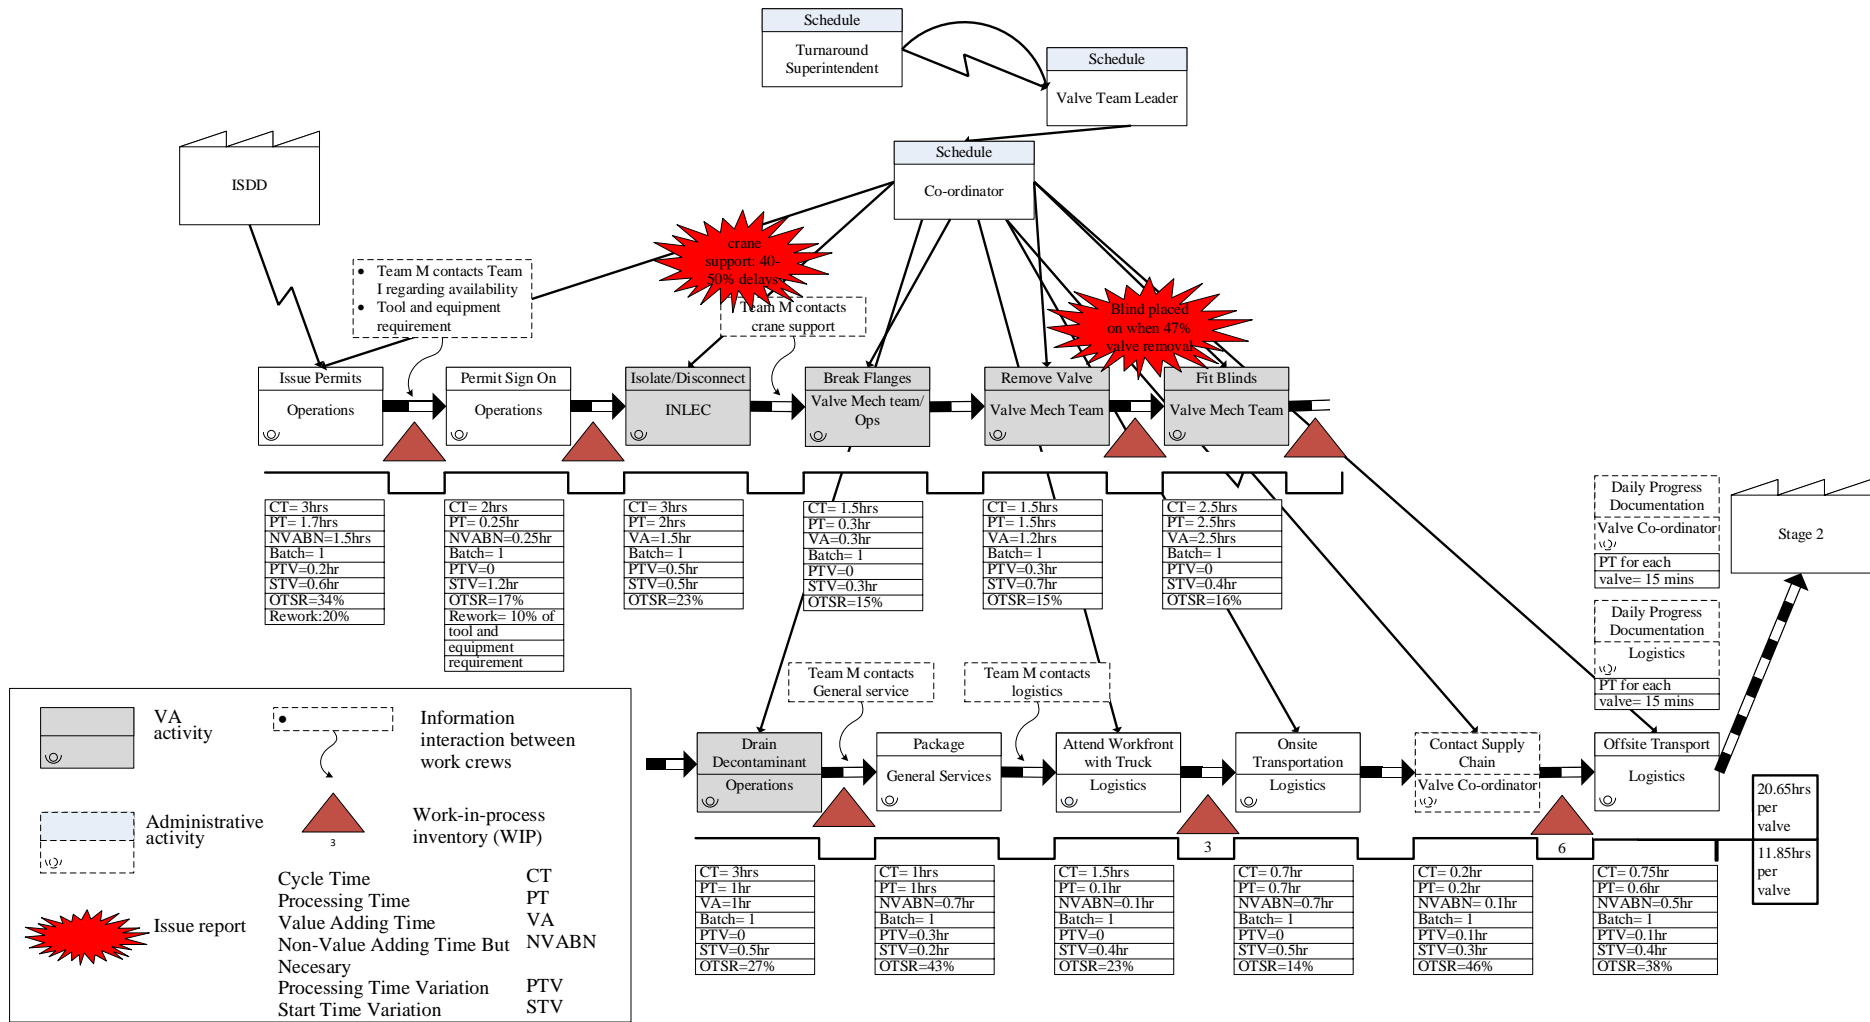 Schedule
Turnaround
Superintendent
Schedule
Valve Team Leader
Schedule
Co-ordinator
ISDD
• Team M contacts Team
I regarding availability
• Tool and equipment
requirement
crane
support: 40-
50% delays
Team M contacts
crane support
Blind placed
on when 47%
valve removal
Issue Permits
Operations
Permit Sign On
Operations
Isolate/Disconnect
INLEC
Break Flanges
Valve Mech team/
Ops
Remove Valve
Valve Mech Team
Fit Blinds
Valve Mech Team
CT= 3hrs
PT= 1.7hrs
NVABN=1.5hrs
Batch= 1
PTV=0.2hr
STV=0.6hr
OTSR=34%
Rework:20%
CT= 2hrs
PT= 0.25hr
NVABN=0.25hr
Batch= 1
PTV=0
STV=1.2hr
OTSR=17%
Rework= 10% of
tool and
equipment
requirement
CT= 3hrs
PT= 2hrs
VA=1.5hr
Batch= 1
PTV=0.5hr
STV=0.5hr
OTSR=23%
CT= 1.5hrs
PT= 0.3hr
VA=0.3hr
Batch= 1
PTV=0
STV=0.3hr
OTSR=15%
CT= 1.5hrs
PT= 1.5hrs
VA=1.2hrs
Batch= 1
PTV=0.3hr
STV=0.7hr
OTSR=15%
CT= 2.5hrs
PT= 2.5hrs
VA=2.5hrs
Batch= 1
PTV=0
STV=0.4hr
OTSR=16%
Daily Progress
Documentation
Valve Co-ordinator
PT for each
valve= 15 mins
Daily Progress
Documentation
Logistics
PT for each
valve= 15 mins
Stage 2
Team M contacts
General service
Team M contacts
logistics
Drain
Decontaminant
Operations
Package
General Services
Attend Workfront
with Truck
Logistics
Onsite
Transportation
Logistics
Contact Supply
Chain
Valve Co-ordinator
Offsite Transport
Logistics
3
6
20.65hrs
per
valve
11.85hrs
per
valve
CT= 3hrs
PT= 1hr
VA=1hr
Batch= 1
PTV=0
STV=0.5hr
OTSR=27%
CT= 1hrs
PT= 1hrs
NVABN=0.7hr
Batch= 1
PTV=0.3hr
STV=0.2hr
OTSR=43%
CT= 1.5hrs
PT= 0.1hr
NVABN=0.1hr
Batch= 1
PTV=0
STV=0.4hr
OTSR=23%
CT= 0.7hr
PT= 0.7hr
NVABN=0.7hr
Batch= 1
PTV=0
STV=0.5hr
OTSR=14%
CT= 0.2hr
PT= 0.2hr
NVABN= 0.1hr
Batch= 1
PTV=0.1hr
STV=0.3hr
OTSR=46%
CT= 0.75hr
PT= 0.6hr
NVABN=0.5hr
Batch= 1
PTV=0.1hr
STV=0.4hr
OTSR=38%
VA
activity
•
Information
interaction between
work crews
Administrative
activity
3
Work-in-process
inventory (WIP)
Issue report
Cycle Time CT
Processing Time PT
Value Adding Time VA
Non-Value Adding Time But NVABN
Necesary
Processing Time Variation PTV
Start Time Variation STV